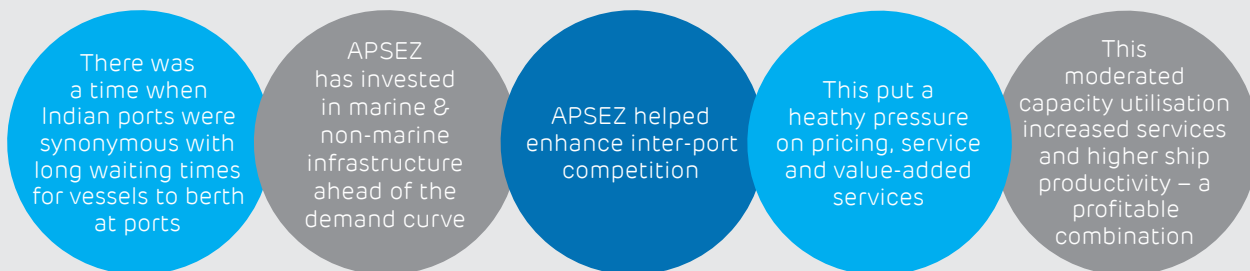 There was
a time when
Indian ports were
synonymous with
long waiting times
for vessels to berth
at ports
APSEZ
has invested
in marine &
non-marine
infrastructure
ahead of the
demand curve
APSEZ helped
enhance inter-port
competition
This put a
heathy pressure
on pricing, service
and value-added
services
This
moderated
capacity utilisation
increased services
and higher ship
productivity – a
profitable
combination